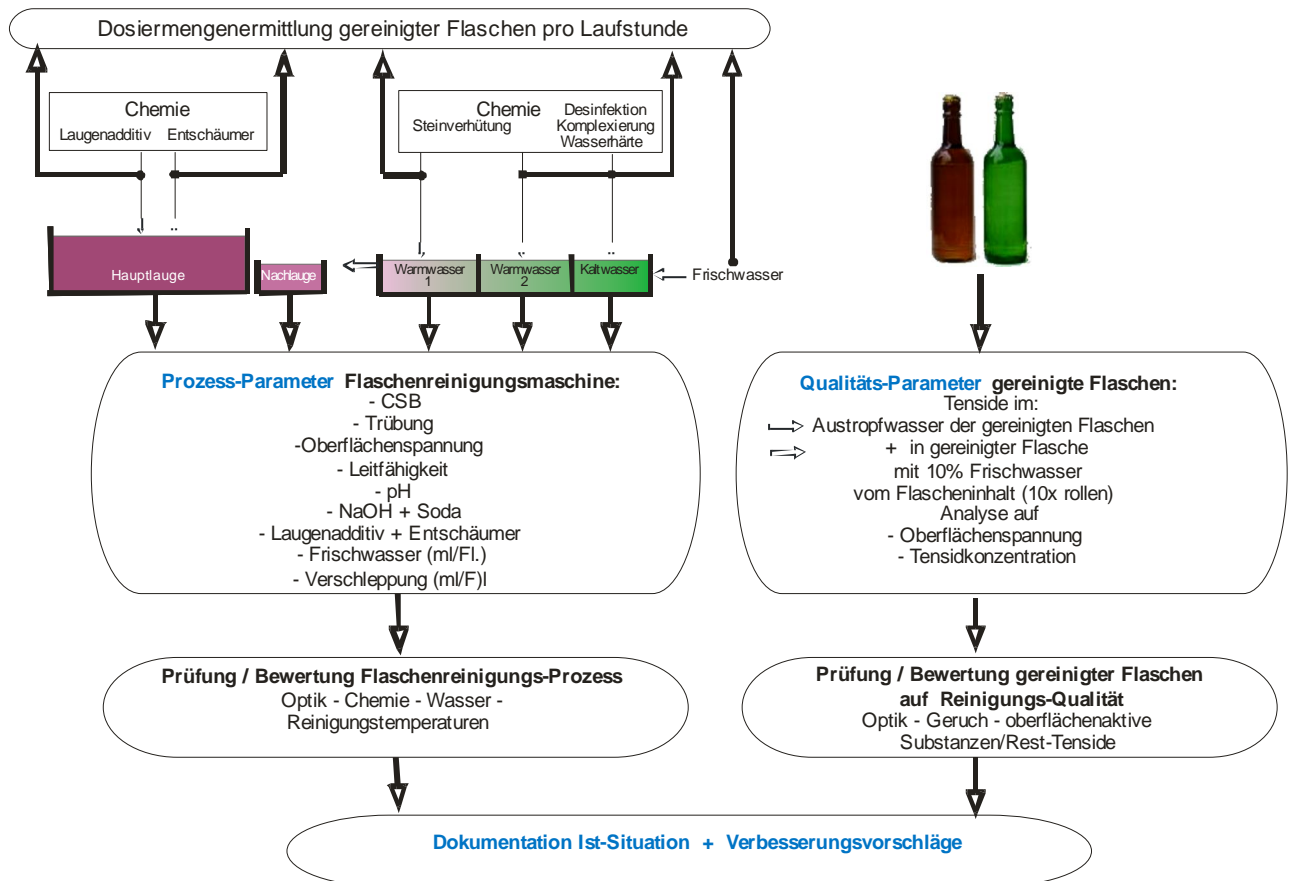 Dosiermengenermittlung gereinigter Flaschen pro Laufstunde
Chemie
Laugenadditiv Entschäumer
Chemie
Steinverhütung
Desinfektion
Komplexierung
Wasserhärte
Hauptlauge
Nachlauge
Warmwasser
1
Warmwasser
2
Kaltwasser
Frischwasser
Prozess-Parameter Flaschenreinigungsmaschine:
- CSB
- Trübung
-Oberflächenspannung
- Leitfähigkeit
- pH
- NaOH + Soda
- Laugenadditiv + Entschäumer
- Frischwasser (ml/Fl.)
- Verschleppung (ml/F)l
Qualitäts-Parameter gereinigte Flaschen:
Tenside im:
Austropfwasser der gereinigten Flaschen
+ in gereinigter Flasche
mit 10% Frischwasser
vom Flascheninhalt (10x rollen)
Analyse auf
- Oberflächenspannung
- Tensidkonzentration
Prüfung / Bewertung Flaschenreinigungs-Prozess
Optik - Chemie - Wasser -
Reinigungstemperaturen
Prüfung / Bewertung gereinigter Flaschen
auf Reinigungs-Qualität
Optik - Geruch - oberflächenaktive
Substanzen/Rest-Tenside
Dokumentation Ist-Situation + Verbesserungsvorschläge